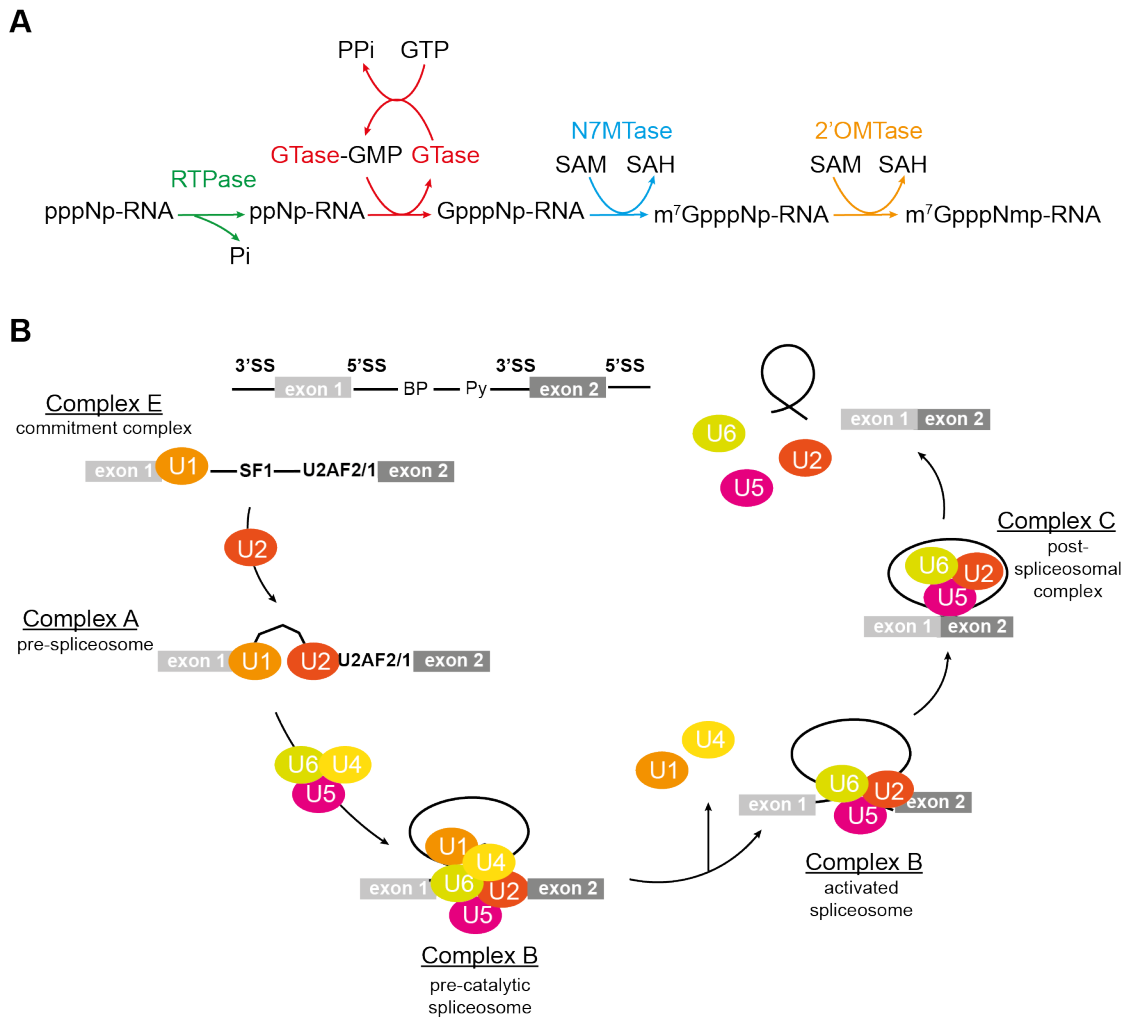 A
PPi GTP
N7MTase 2'OMTase
GTase-GMP GTase SAM SAH SAM SAH
RTPase
pppNp-RNA ppNp-RNA GpppNp-RNA m⁷GpppNp-RNA m⁷GpppNmp-RNA
Pi
B
3'SS 5'SS 3'SS 5'SS
exon 1 BP Py exon 2
Complex E
commitment complex
exon 1 U1 SF1 U2AF2/1 exon 2
U2
Complex A
pre-spliceosome
exon 1 U1 U2 U2AF2/1 exon 2
U6 U4
U5
U1
U4
exon 1 U6 U2 exon 2
U5
Complex B
pre-catalytic
spliceosome
U4
U1
U6
exon 1 U2 exon 2
U5
Complex B
activated
spliceosome
Complex C
post-
spliceosomal
complex
U6 U2
U5
exon 1 exon 2
exon 1 exon 2
U6
U2
U5